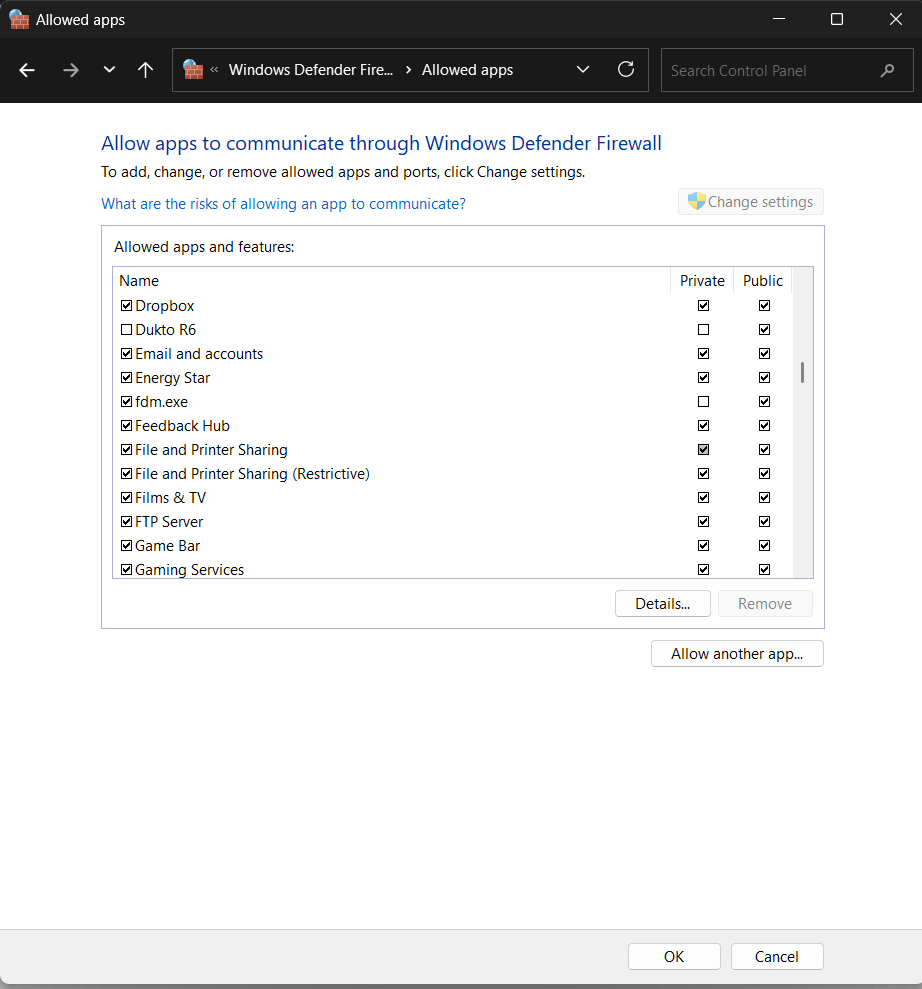 Allowed apps
« Windows Defender Fire... › Allowed apps
Search Control Panel
Allow apps to communicate through Windows Defender Firewall
To add, change, or remove allowed apps and ports, click Change settings.
What are the risks of allowing an app to communicate?
Change settings
Allowed apps and features:
Name Private Public
Dropbox
Dukto R6
Email and accounts
Energy Star
fdm.exe
Feedback Hub
File and Printer Sharing
File and Printer Sharing (Restrictive)
Films & TV
FTP Server
Game Bar
Gaming Services
Details... Remove
Allow another app...
OK Cancel